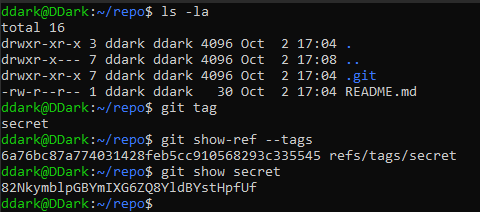 ddark@DDark:~/repo$ ls -la
total 16
drwxr-xr-x 3 ddark ddark 4096 Oct  2 17:04 .
drwxr-x--- 7 ddark ddark 4096 Oct  2 17:08 ..
drwxr-xr-x 7 ddark ddark 4096 Oct  2 17:04 .git
-rw-r--r-- 1 ddark ddark   30 Oct  2 17:04 README.md
ddark@DDark:~/repo$ git tag
secret
ddark@DDark:~/repo$ git show-ref --tags
6a76bc87a774031428feb5cc910568293c335545 refs/tags/secret
ddark@DDark:~/repo$ git show secret
82NkymblpGBYmIXG6ZQ8YldBYstHpfUf
ddark@DDark:~/repo$